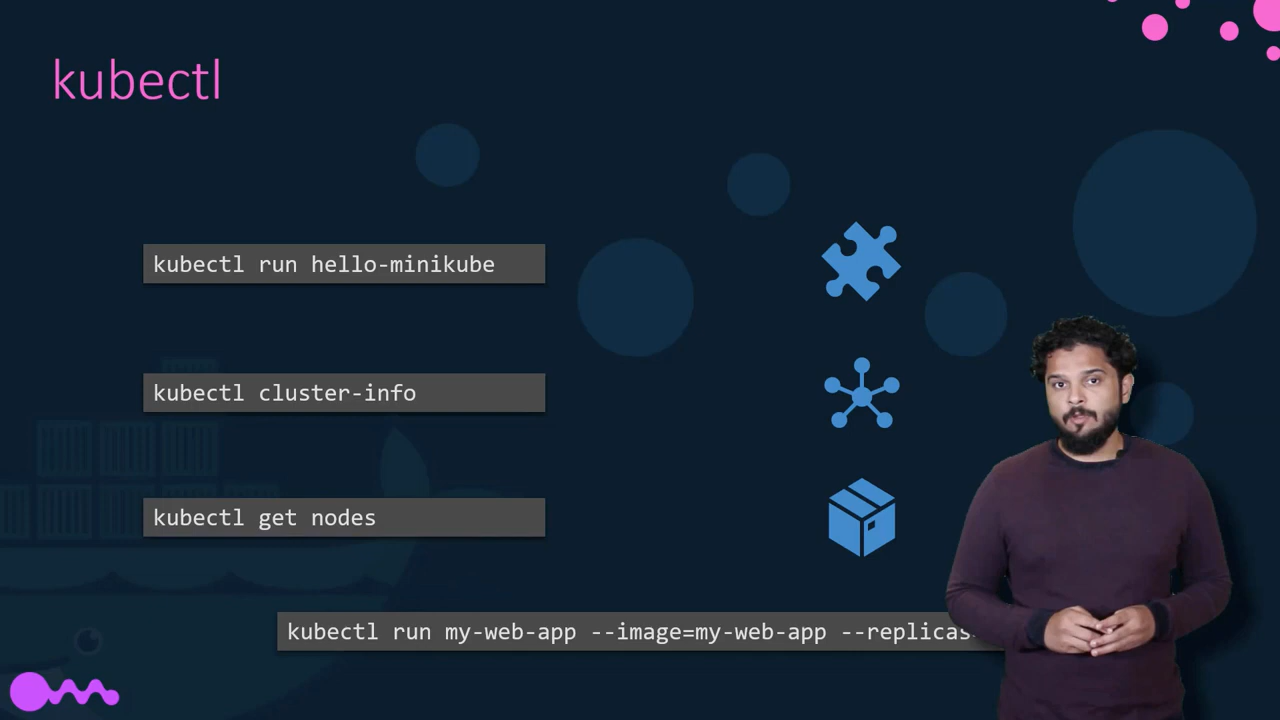 kubectl
kubectl run hello-minikube
kubectl cluster-info
kubectl get nodes
kubectl run my-web-app --image=my-web-app --replicas